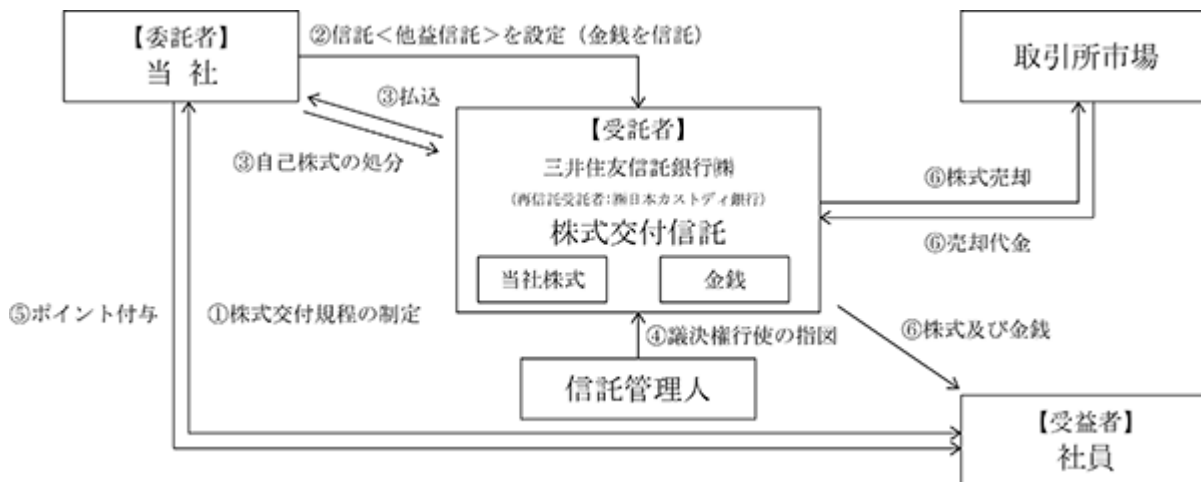 【委託者】
当 社
②信託＜他益信託＞を設定（金銭を信託）
取引所市場
③払込
③自己株式の処分
【受託者】
三井住友信託銀行㈱
（再信託受託者：㈱日本カストディ銀行）
株式交付信託
当社株式
金銭
⑥株式売却
⑥売却代金
⑤ポイント付与
①株式交付規程の制定
④議決権行使の指図
⑥株式及び金銭
信託管理人
【受益者】
社員